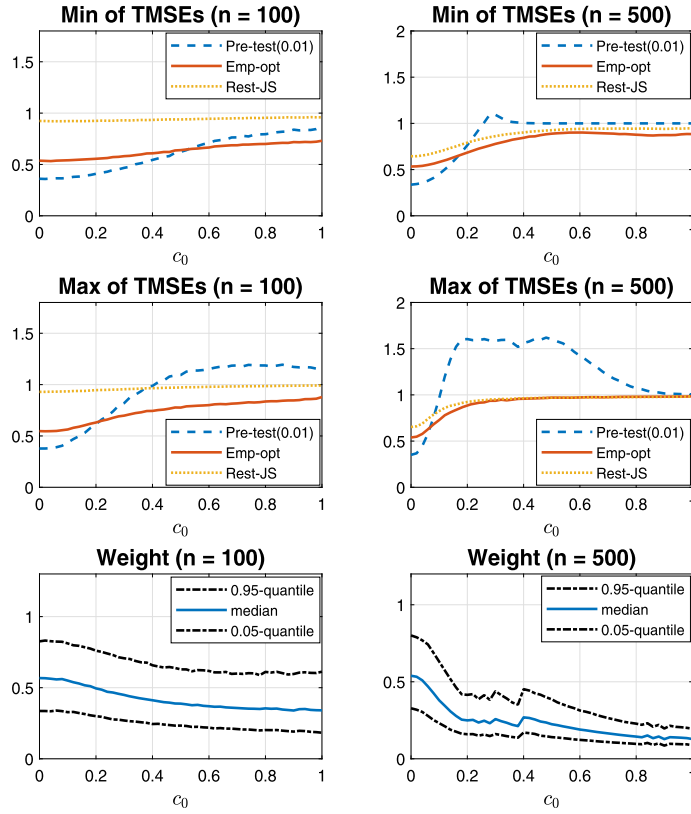 Min of TMSEs (n = 100)
Pre-test(0.01)
Emp-opt
Rest-JS
1.5
1
0.5
0
0 0.2 0.4 0.6 0.8 1
c0
Min of TMSEs (n = 500)
Pre-test(0.01)
Emp-opt
Rest-JS
2
1.5
1
0.5
0
0 0.2 0.4 0.6 0.8 1
c0
Max of TMSEs (n = 100)
1.5
1
0.5
0
Pre-test(0.01)
Emp-opt
Rest-JS
0 0.2 0.4 0.6 0.8 1
c0
Max of TMSEs (n = 500)
2
1.5
1
0.5
0
Pre-test(0.01)
Emp-opt
Rest-JS
0 0.2 0.4 0.6 0.8 1
c0
Weight (n = 100)
0.95-quantile
median
0.05-quantile
1
0.5
0
0 0.2 0.4 0.6 0.8 1
c0
Weight (n = 500)
0.95-quantile
median
0.05-quantile
1
0.5
0
0 0.2 0.4 0.6 0.8 1
c0